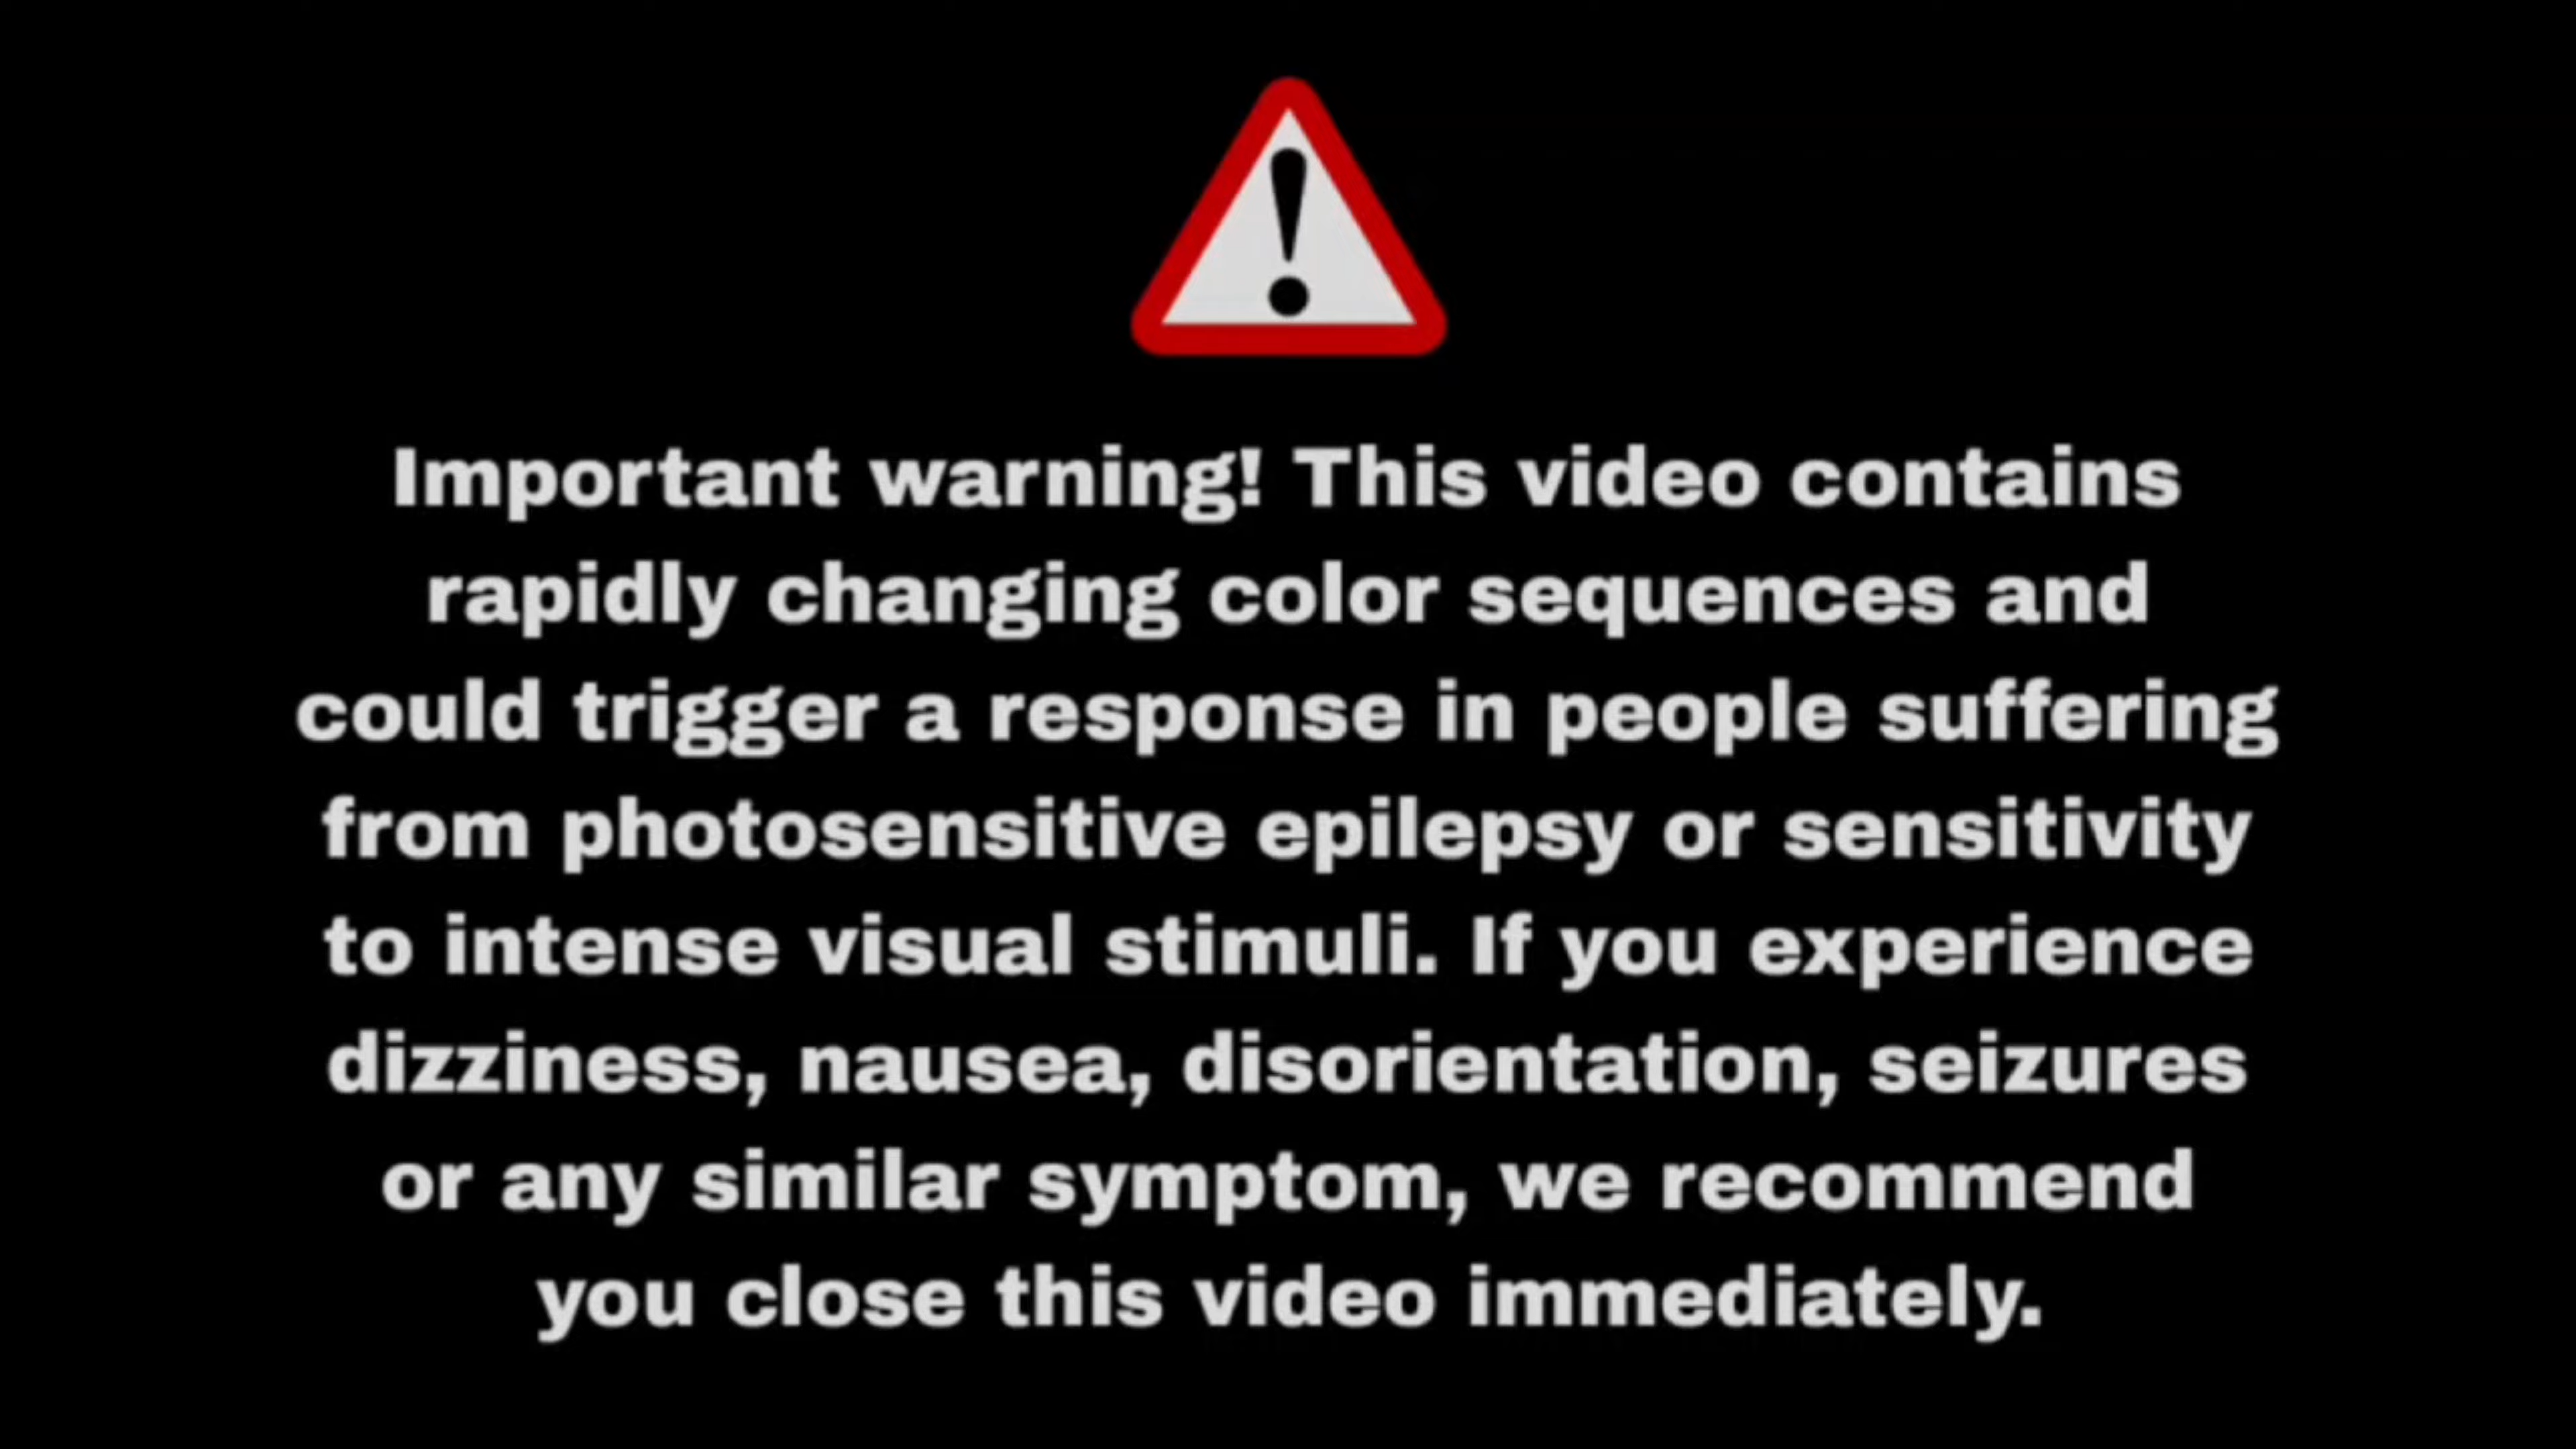 Important warning! This video contains
rapidly changing color sequences and
could trigger a response in people suffering
from photosensitive epilepsy or sensitivity
to intense visual stimuli. If you experience
dizziness, nausea, disorientation, seizures
or any similar symptom, we recommend
you close this video immediately.